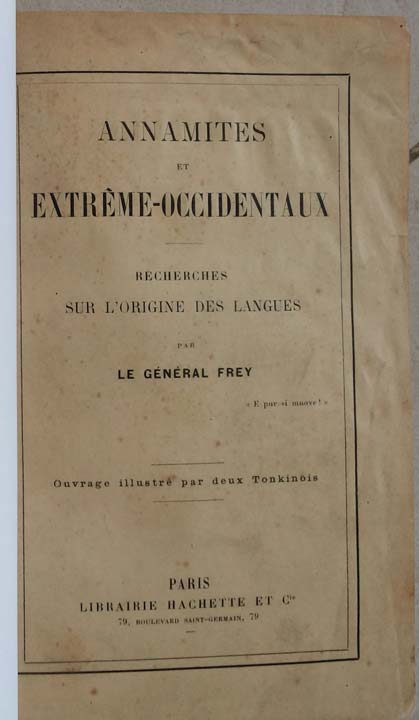 ANNAMITES
ET
EXTRÊME-OCCIDENTAUX
RECHERCHES
SUR L'ORIGINE DES LANGUES
PAR
LE GÉNÉRAL FREY
« E pur si muove! »
Ouvrage illustré par deux Tonkinois
PARIS
LIBRAIRIE HACHETTE ET Cie
79, BOULEVARD SAINT-GERMAIN, 79